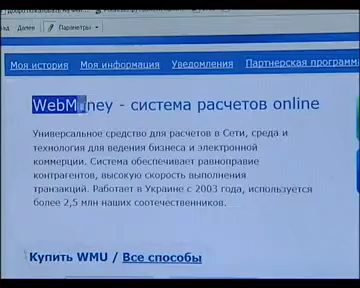 Далее Параметры
Моя история Моя информация Уведомления Партнерская программ
WebMoney - система расчетов online
Универсальное средство для расчетов в Сети, среда и
технология для ведения бизнеса и электронной
коммерции. Система обеспечивает равноправие
контрагентов, высокую скорость выполнения
транзакций. Работает в Украине с 2003 года, используется
более 2,5 млн наших соотечественников.
Купить WMU / Все способы